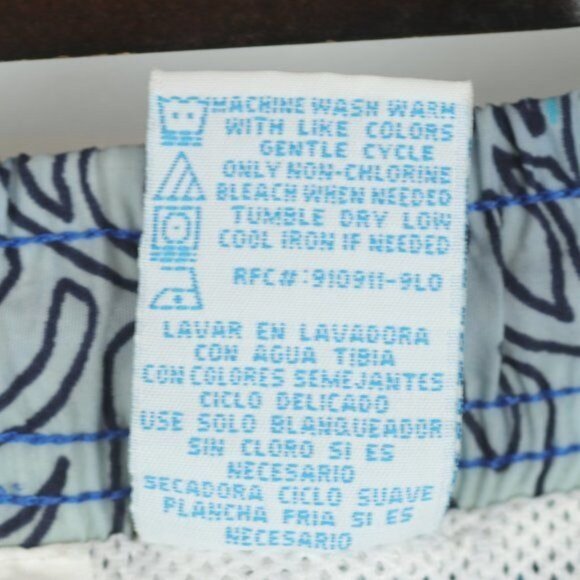 MACHINE WASH WARM
WITH LIKE COLORS
GENTLE CYCLE
ONLY NON-CHLORINE
BLEACH WHEN NEEDED
TUMBLE DRY LOW
COOL IRON IF NEEDED
RFC#:910911-9L0
LAVAR EN LAVADORA
CON AGUA TIBIA
CON COLORES SEMEJANTES
CICLO DELICADO
USE SOLO BLANQUEADOR
SIN CLORO SI ES
NECESARIO
SECADORA CICLO SUAVE
PLANCHA FRIA SI ES
NECESARIO